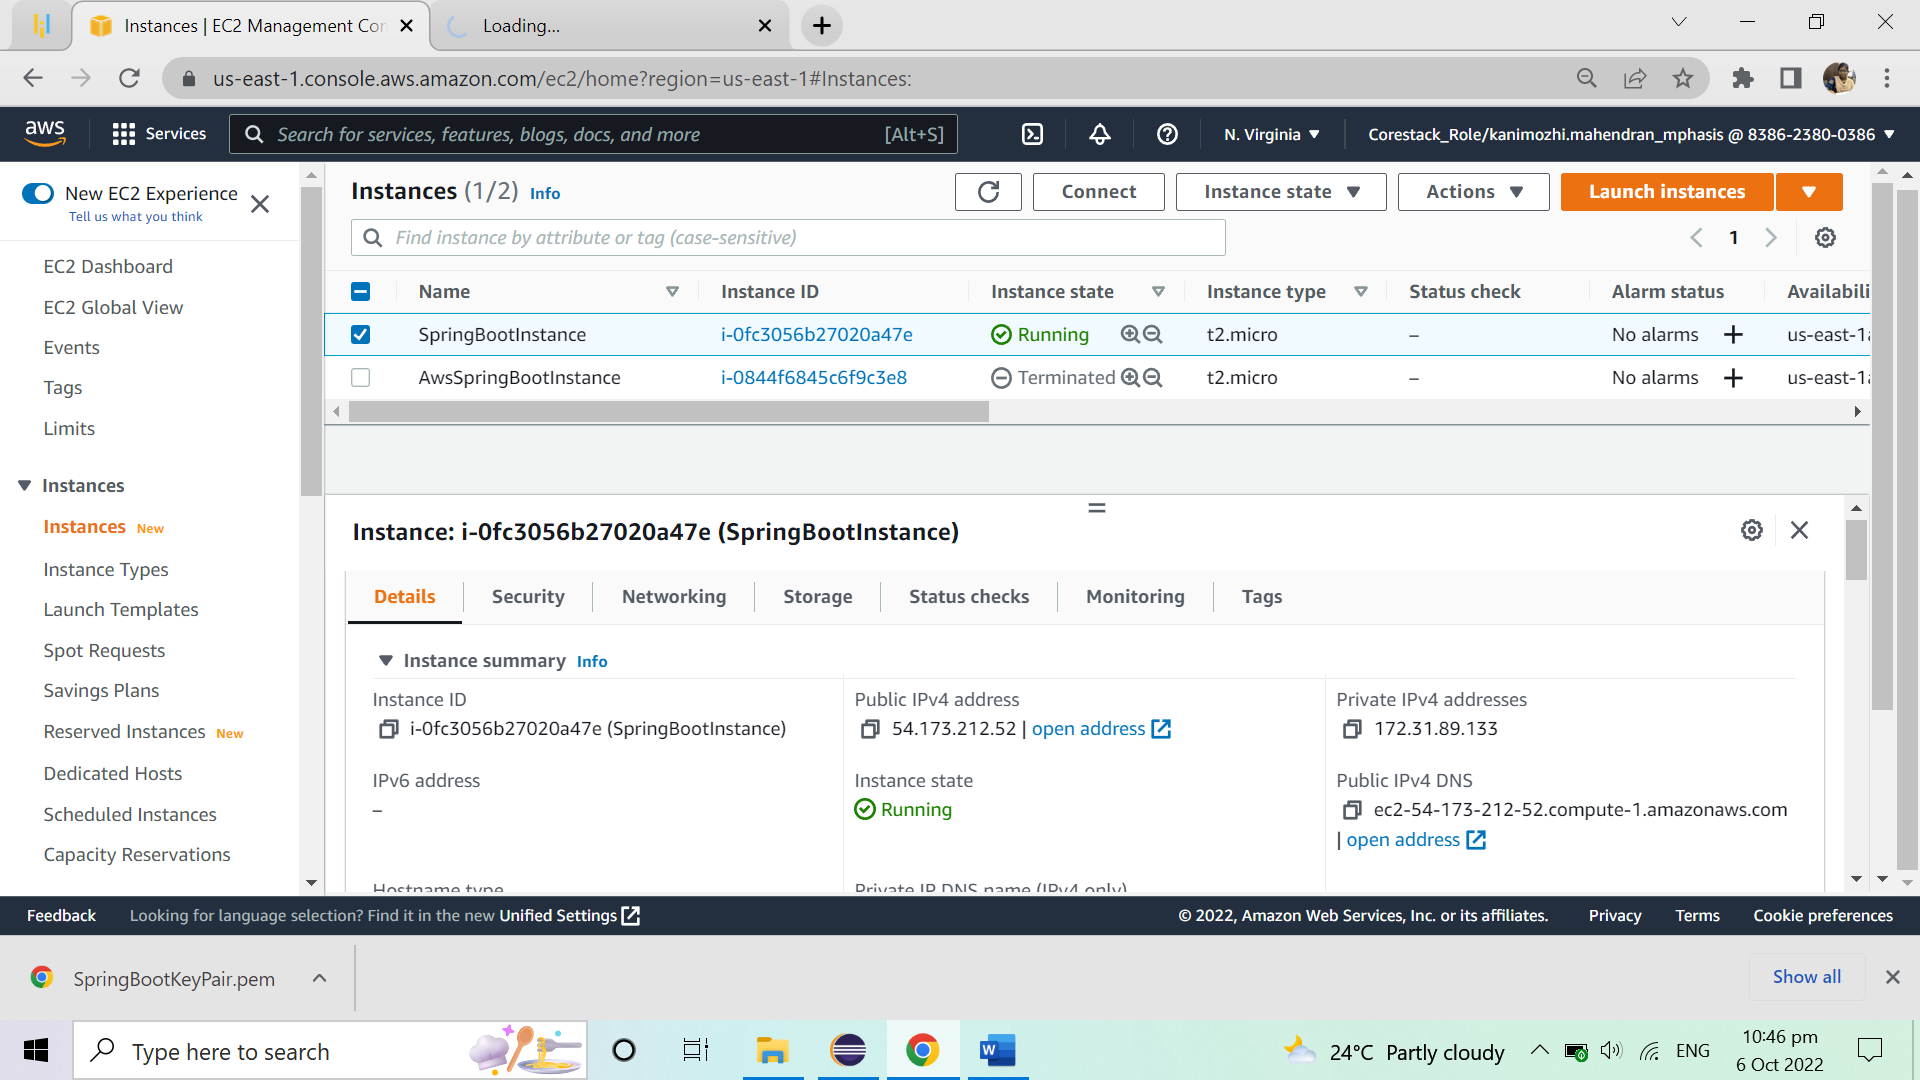 Instances | EC2 Management Con
Loading...
us-east-1.console.aws.amazon.com/ec2/home?region=us-east-1#Instances:
aws
Services
Search for services, features, blogs, docs, and more
[Alt+S]
N. Virginia
Corestack_Role/kanimozhi.mahendran_mphasis @ 8386-2380-0386
New EC2 Experience
Tell us what you think
EC2 Dashboard
EC2 Global View
Events
Tags
Limits
Instances
Instances New
Instance Types
Launch Templates
Spot Requests
Savings Plans
Reserved Instances New
Dedicated Hosts
Scheduled Instances
Capacity Reservations
Instances (1/2) Info
Connect
Instance state
Actions
Launch instances
Find instance by attribute or tag (case-sensitive)
1
Name Instance ID Instance state Instance type Status check Alarm status Availabili
SpringBootInstance i-0fc3056b27020a47e Running t2.micro – No alarms + us-east-1a
AwsSpringBootInstance i-0844f6845c6f9c3e8 Terminated t2.micro – No alarms + us-east-1a
Instance: i-0fc3056b27020a47e (SpringBootInstance)
Details Security Networking Storage Status checks Monitoring Tags
Instance summary Info
Instance ID
i-0fc3056b27020a47e (SpringBootInstance)
Public IPv4 address
54.173.212.52 | open address
Private IPv4 addresses
172.31.89.133
IPv6 address
–
Instance state
Running
Public IPv4 DNS
ec2-54-173-212-52.compute-1.amazonaws.com
| open address
Hostname type
Private IP DNS name (IPv4 only)
Feedback
Looking for language selection? Find it in the new Unified Settings
© 2022, Amazon Web Services, Inc. or its affiliates.
Privacy
Terms
Cookie preferences
SpringBootKeyPair.pem
Show all
Type here to search
W
24°C Partly cloudy
ENG
10:46 pm
6 Oct 2022